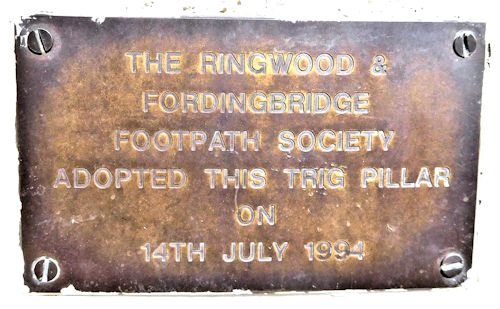 THE RINGWOOD &
FORDINGBRIDGE
FOOTPATH SOCIETY
ADOPTED THIS TRIG PILLAR
ON
14TH JULY 1994